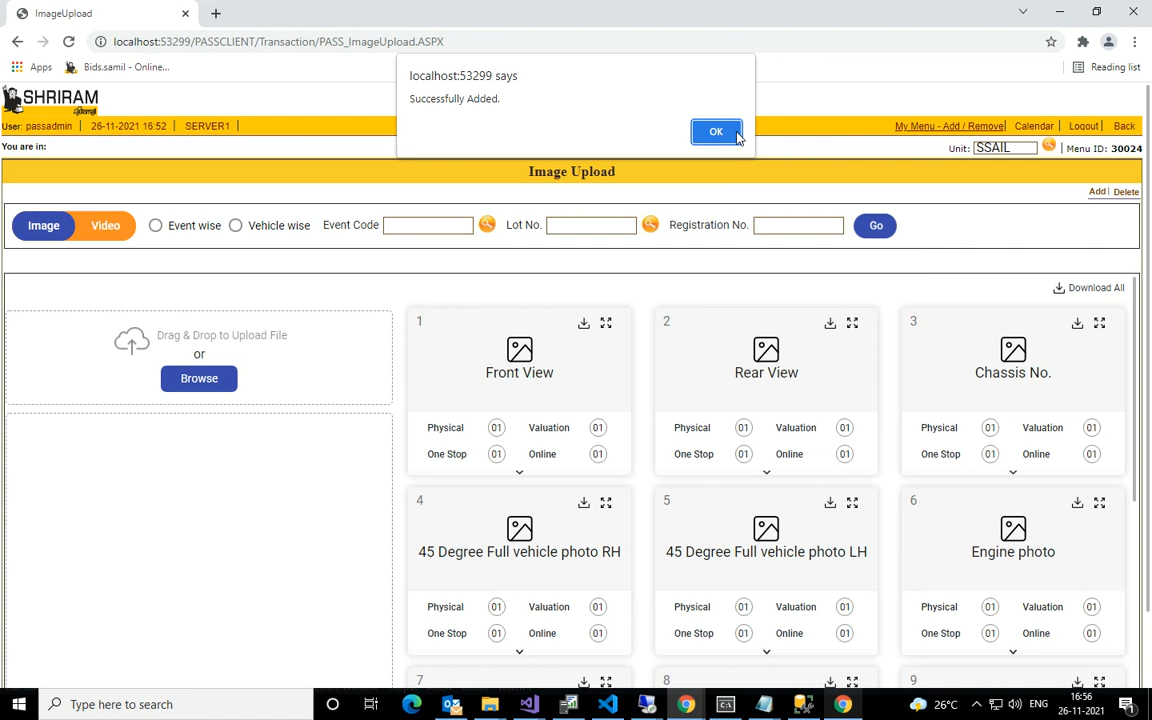 ImageUpload
localhost:53299/PASSCLIENT/Transaction/PASS_ImageUpload.ASPX
Apps
Bids.samil - Online...
Reading list
localhost:53299 says
Successfully Added.
OK
SHRIRAM
User: passadmin | 26-11-2021 16:52 | SERVER1 |
My Menu - Add / Remove| Calendar | Logout | Back
You are in:
Unit: SSAIL | Menu ID: 30024
Image Upload
Add | Delete
Image Video Event wise Vehicle wise Event Code Lot No. Registration No. Go
Download All
Drag & Drop to Upload File
or
Browse
1
Front View
Physical 01 Valuation 01
One Stop 01 Online 01
2
Rear View
Physical 01 Valuation 01
One Stop 01 Online 01
3
Chassis No.
Physical 01 Valuation 01
One Stop 01 Online 01
4
45 Degree Full vehicle photo RH
Physical 01 Valuation 01
One Stop 01 Online 01
5
45 Degree Full vehicle photo LH
Physical 01 Valuation 01
One Stop 01 Online 01
6
Engine photo
Physical 01 Valuation 01
One Stop 01 Online 01
7
8
9
Type here to search
26°C
ENG
16:56
26-11-2021
1